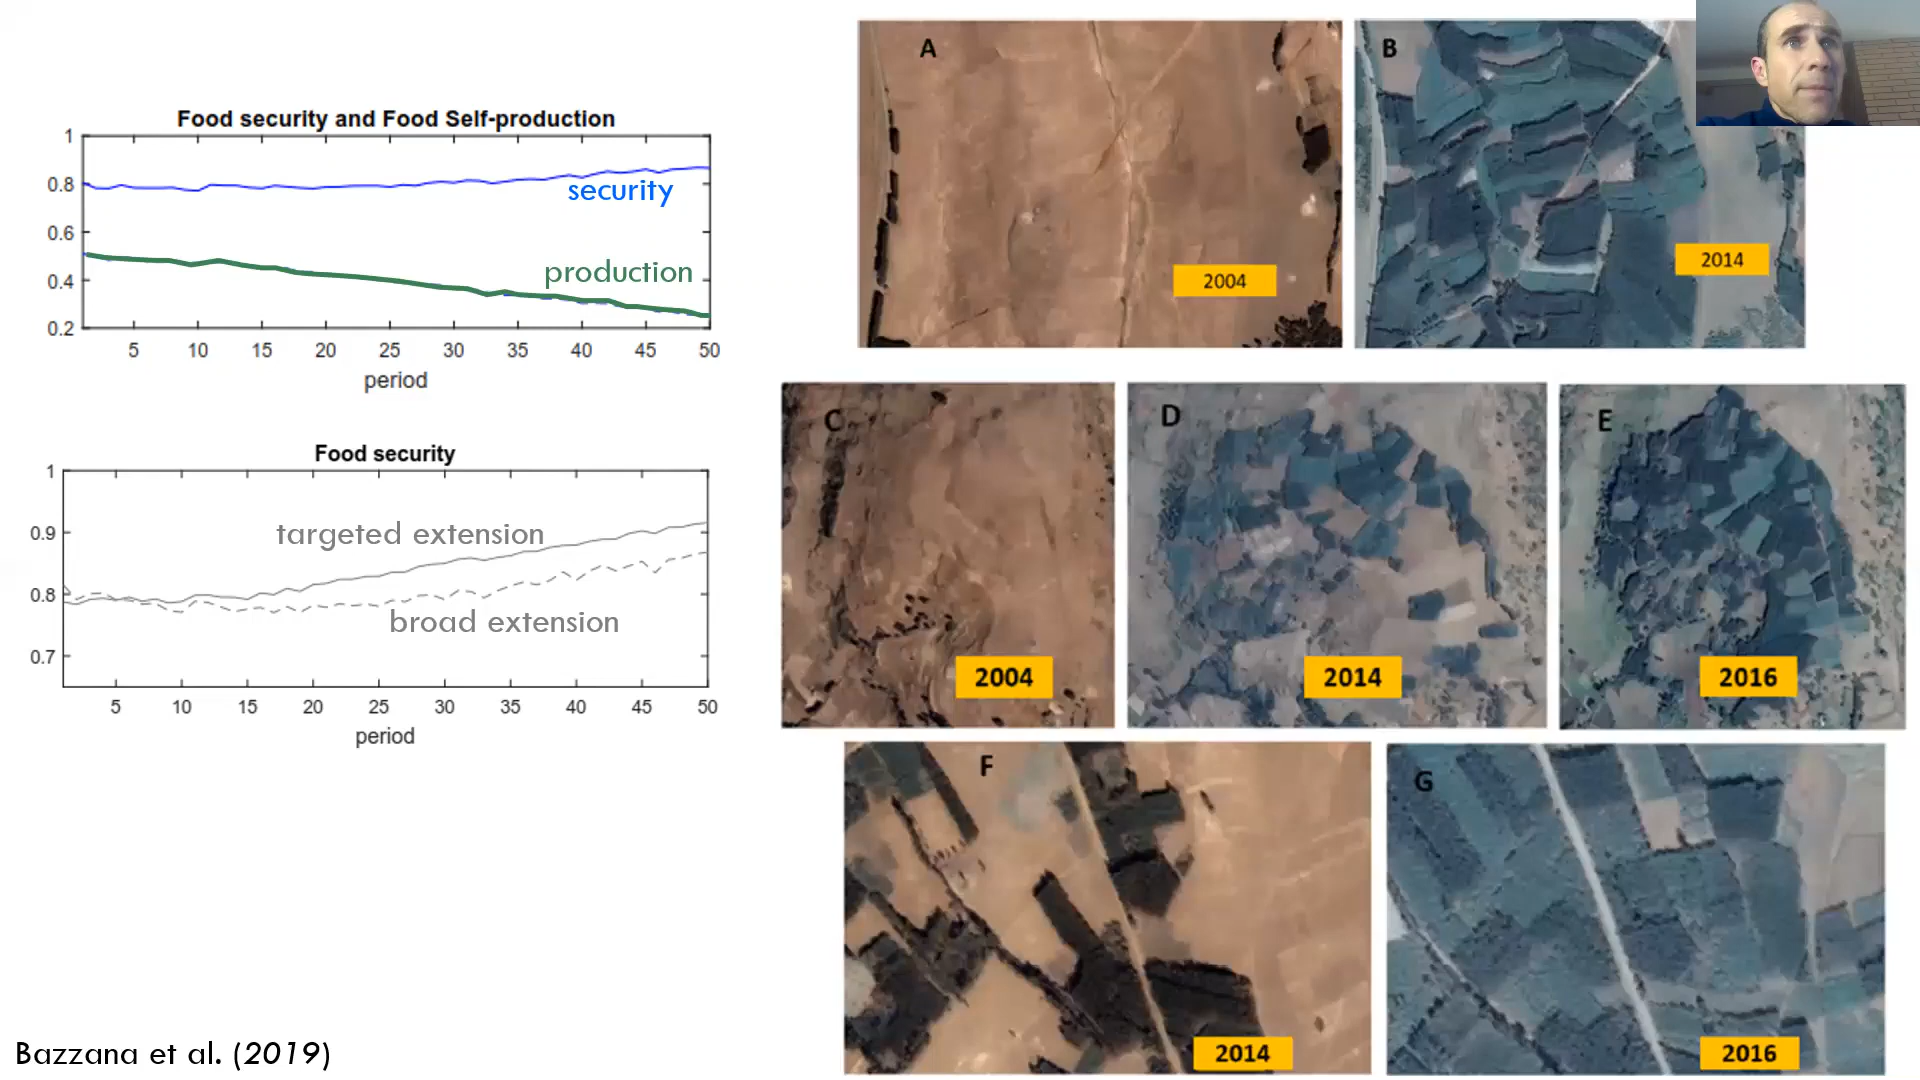 Food security and Food Self-production
1
0.8
0.6
0.4
0.2
security
production
5 10 15 20 25 30 35 40 45 50
period
Food security
1
0.9
0.8
0.7
targeted extension
broad extension
5 10 15 20 25 30 35 40 45 50
period
Bazzana et al. (2019)
A
2004
B
2014
C
2004
D
2014
E
2016
F
2014
G
2016